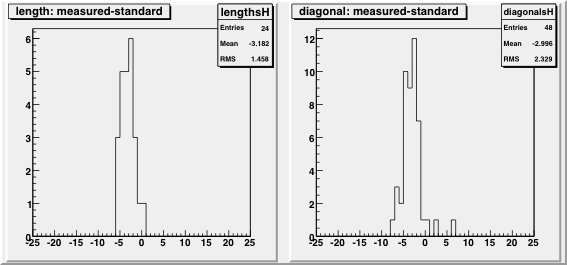 length: measured-standard
lengthsH
Entries 24
Mean -3.182
RMS 1.458
6
5
4
3
2
1
0
-25 -20 -15 -10 -5 0 5 10 15 20 25
diagonal: measured-standard
diagonalsH
Entries 48
Mean -2.996
RMS 2.329
12
10
8
6
4
2
0
-25 -20 -15 -10 -5 0 5 10 15 20 25